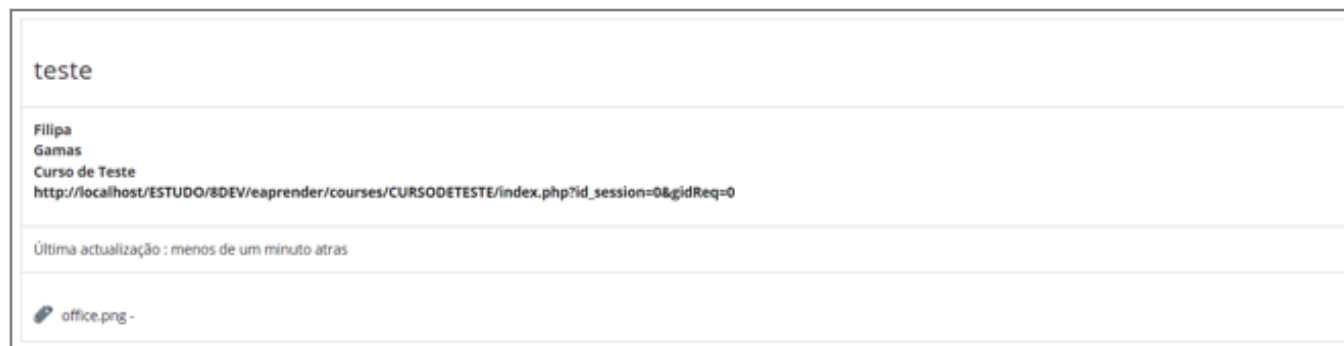 teste
Filipa
Gamas
Curso de Teste
http://localhost/ESTUDO/8DEV/eaprender/courses/CURSODETESTE/index.php?id_session=0&gidReq=0
Última actualização : menos de um minuto atras
office.png -